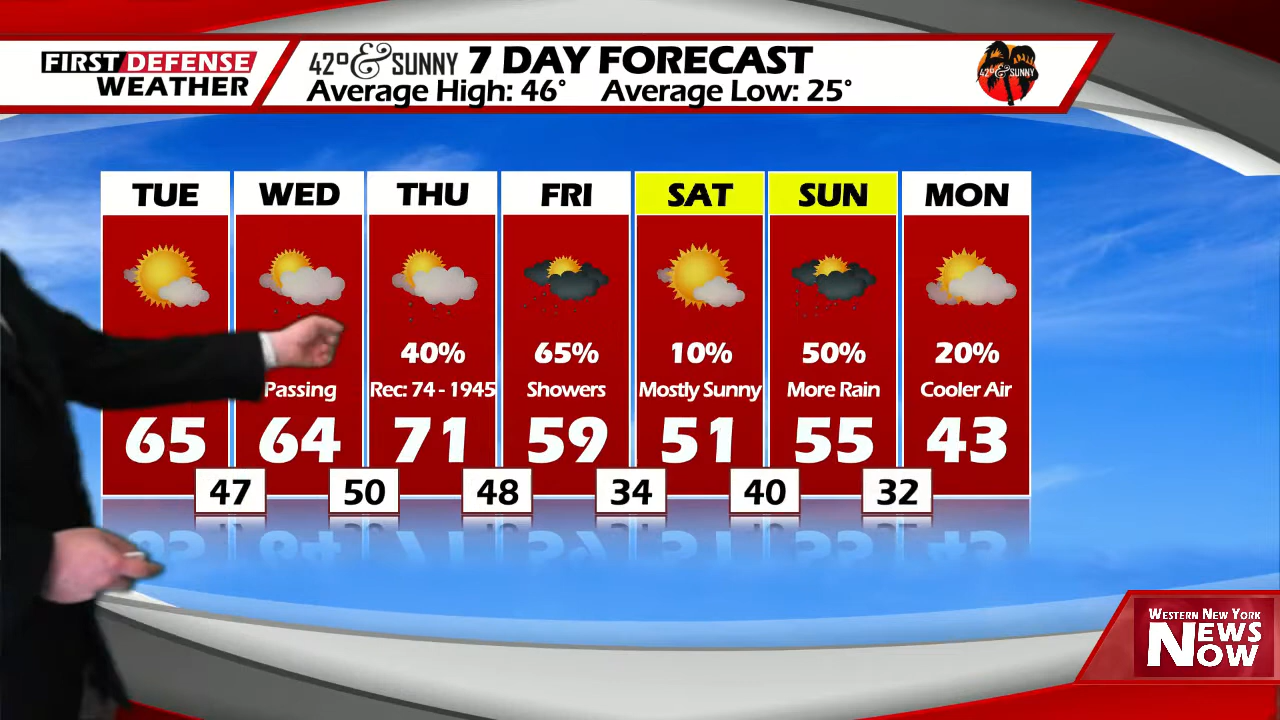 FIRST DEFENSE
WEATHER
42° & SUNNY 7 DAY FORECAST
Average High: 46° Average Low: 25°
42° & SUNNY
TUE WED THU FRI SAT SUN MON
40% 65% 10% 50% 20%
Passing Rec: 74 - 1945 Showers Mostly Sunny More Rain Cooler Air
65 64 71 59 51 55 43
47 50 48 34 40 32
WESTERN NEW YORK
NEWS
NOW